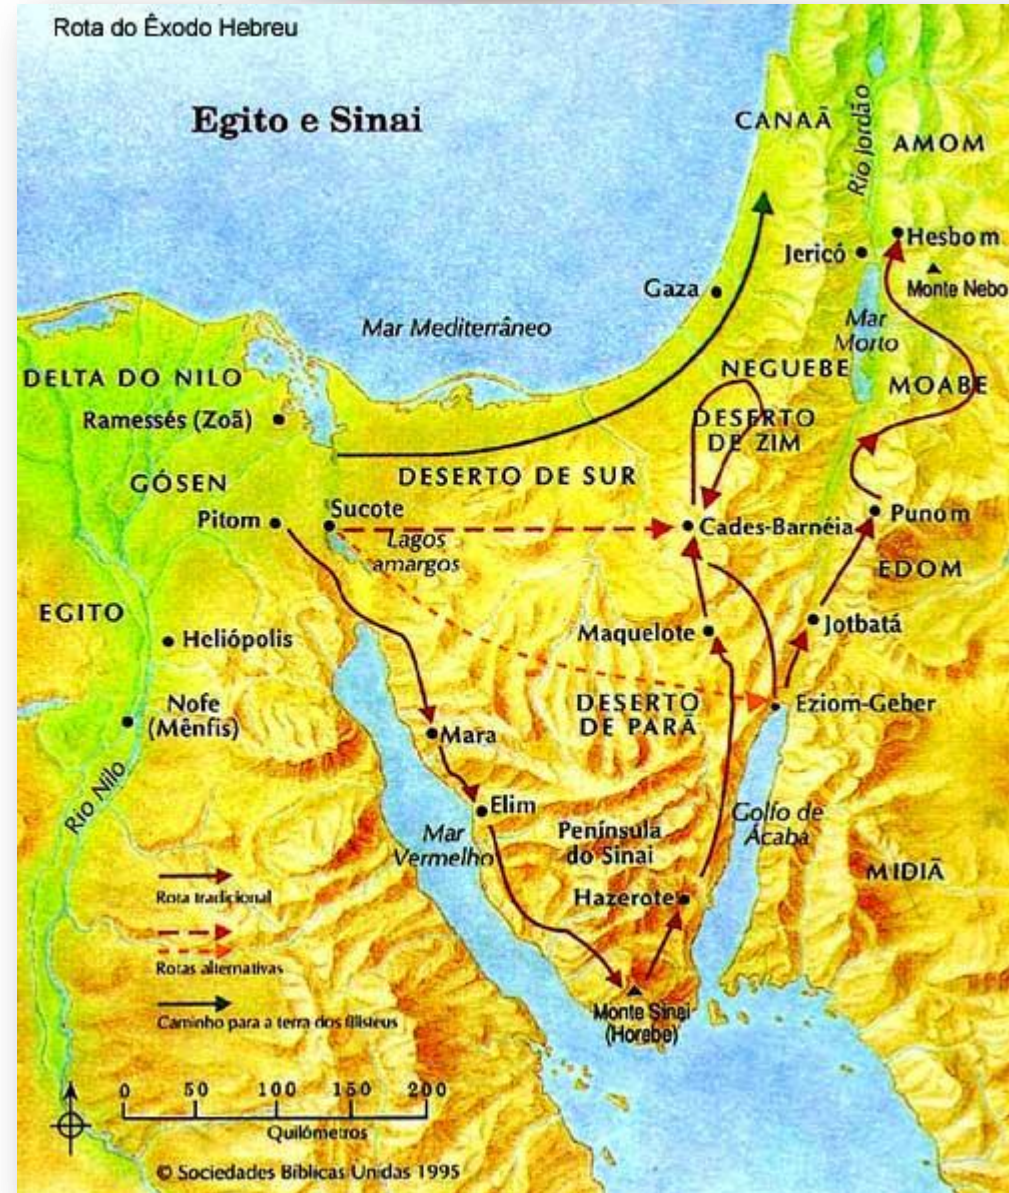 Rota do Êxodo Hebreu
Egito e Sinai
CANAÃ
Rio Jordão
AMOM
Jericó
Hesbom
Monte Nebo
Gaza
Mar Mediterrâneo
Mar
Morto
NEGUEBE
MOABE
DELTA DO NILO
Ramessés (Zoã)
DESERTO
DE ZIM
DESERTO DE SUR
GÓSEN
Pitom
Sucote
Lagos
amargos
Cades-Barnéia
Punom
EDOM
EGITO
Heliópolis
Maquelote
Jotbatá
Nofe
(Mênfis)
DESERTO
DE PARÃ
Eziom-Geber
Mara
Rio Nilo
Elim
Mar
Vermelho
Península
do Sinai
Golfo de
Ácaba
MIDIÃ
Hazerote
Rota tradicional
Rotas alternativas
Monte Sinai
(Horebe)
Caminho para a terra dos filisteus
0 50 100 150 200
Quilômetros
© Sociedades Bíblicas Unidas 1995